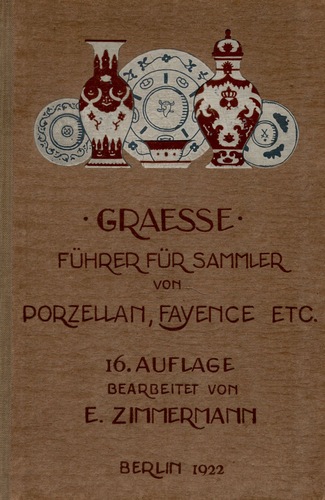 · GRAESSE ·
FÜHRER FÜR SAMMLER
VON
PORZELLAN, FAYENCE ETC.
16. AUFLAGE
BEARBEITET VON
E. ZIMMERMANN
BERLIN 1922